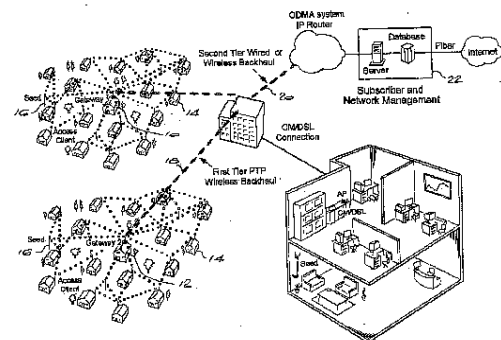 ODMA system
IP Router
Database
Fiber
Internet
Server
Subscriber and
Network Management
22
Second Tier Wired or
Wireless Backhaul
20
Seed
16
Gateway
14
10
Access
Client
CM/DSL
Connection
18
First Tier PTP
Wireless Backhaul
AP
CM/DSL
Seed
16
Gateway
14
Access
Client
12
Seed